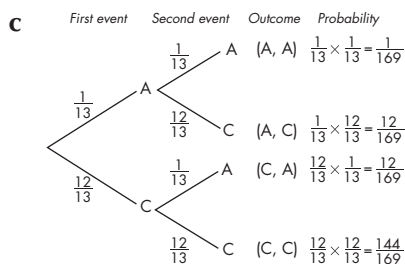 c
First event Second event Outcome Probability
1/13 A (A, A) 1/13 × 1/13 = 1/169
1/13 A
12/13 C (A, C) 1/13 × 12/13 = 12/169
1/13 A (C, A) 12/13 × 1/13 = 12/169
12/13 C
12/13 C (C, C) 12/13 × 12/13 = 144/169